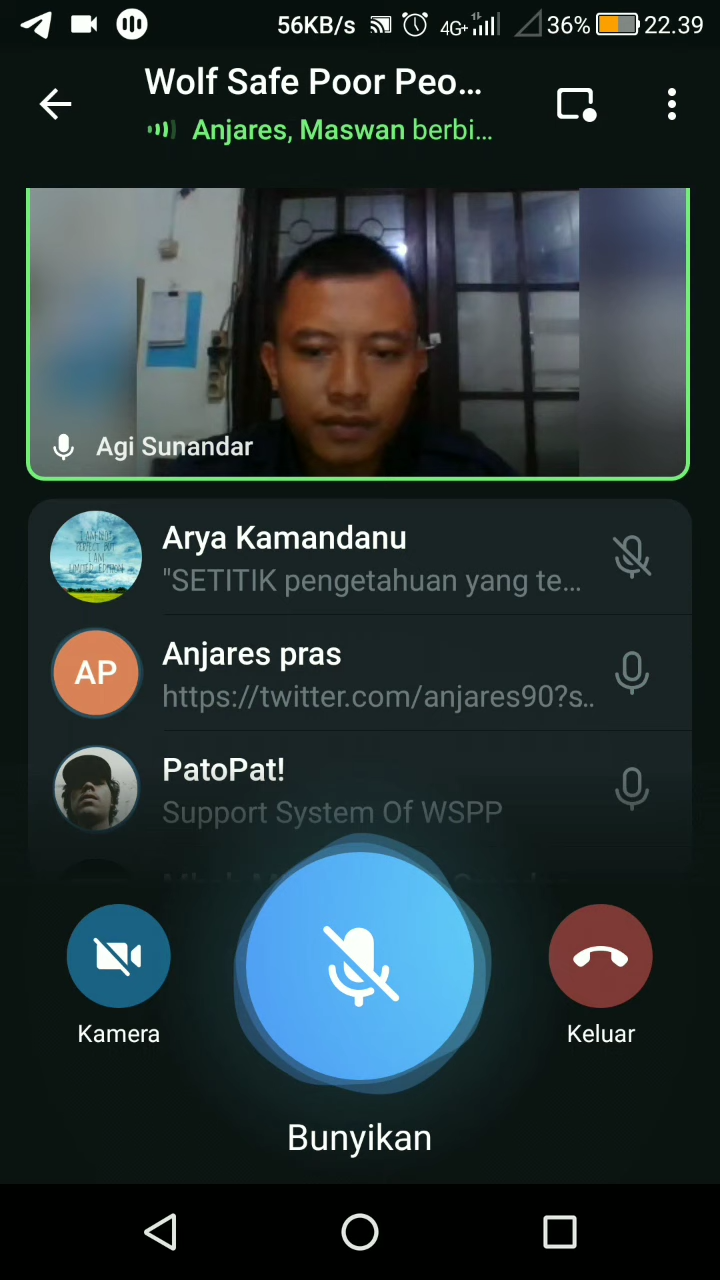 56KB/s 4G+ 36% 22.39
Wolf Safe Poor Peo...
Anjares, Maswan berbi...
Agi Sunandar
Arya Kamandanu
"SETITIK pengetahuan yang te...
AP
Anjares pras
https://twitter.com/anjares90?s..
PatoPat!
Support System Of WSPP
Kamera
Keluar
Bunyikan